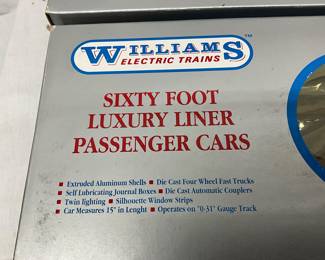 WILLIAMS™
ELECTRIC TRAINS
SIXTY FOOT
LUXURY LINER
PASSENGER CARS
▪ Extruded Aluminum Shells ▪ Die Cast Four Wheel Fast Trucks
▪ Self Lubricating Journal Boxes ▪ Die Cast Automatic Couplers
▪ Twin lighting ▪ Silhouette Window Strips
▪ Car Measures 15" in Lenght ▪ Operates on "0-31" Gauge Track